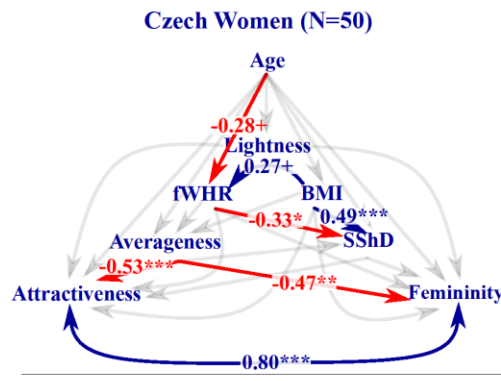 Czech Women (N=50)
Age
-0.28+
Lightness
0.27+
fWHR
BMI
-0.33*
0.49***
Averageness
SShD
-0.53***
-0.47**
Attractiveness
Femininity
0.80***